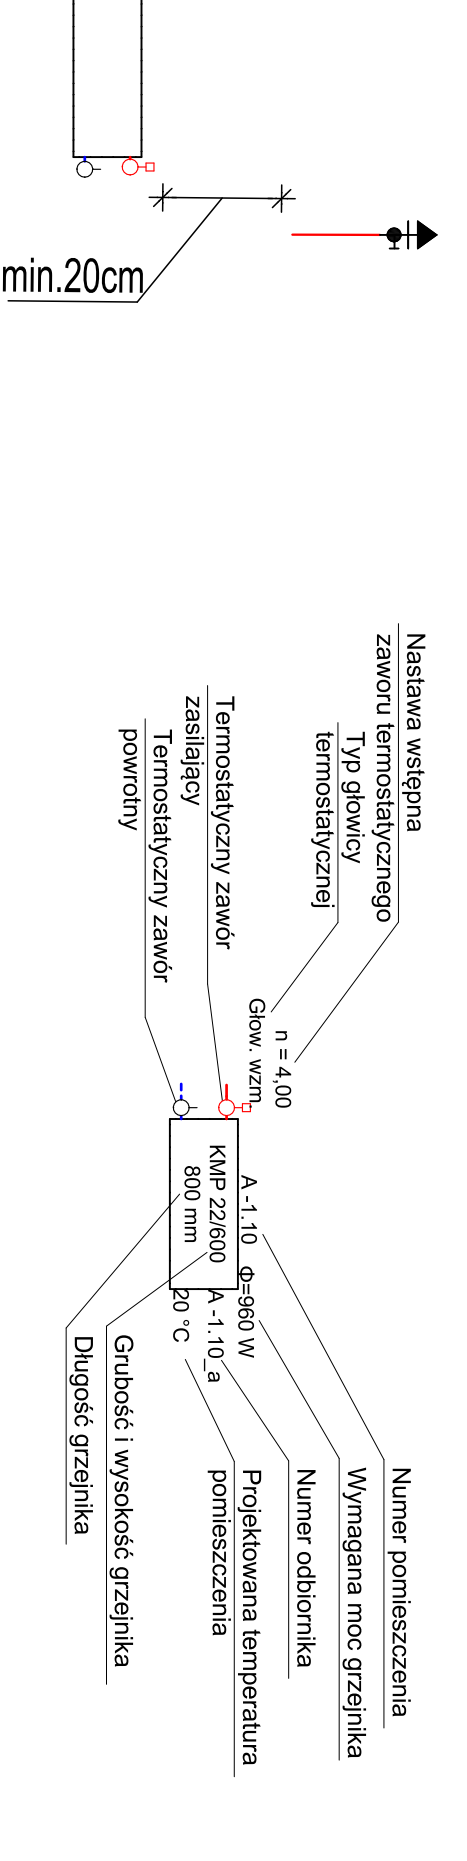 min.20cm
Nastawa wstępna
zaworu termostatycznego
Typ głowicy
termostatycznej
Termostatyczny zawór
zasilający
Termostatyczny zawór
powrotny
n = 4,00
Głow. wzm.
A -1.10
Φ=960 W
KMP 22/600
800 mm
A -1.10_a
20 °C
Numer pomieszczenia
Wymagana moc grzejnika
Numer odbiornika
Projektowana temperatura
pomieszczenia
Grubość i wysokość grzejnika
Długość grzejnika